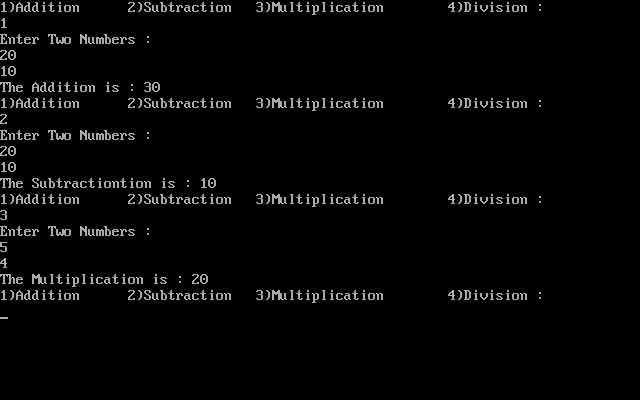 1)Addition      2)Subtraction   3)Multiplication        4)Division :
1
Enter Two Numbers :
20
10
The Addition is : 30
1)Addition      2)Subtraction   3)Multiplication        4)Division :
2
Enter Two Numbers :
20
10
The Subtractiontion is : 10
1)Addition      2)Subtraction   3)Multiplication        4)Division :
3
Enter Two Numbers :
5
4
The Multiplication is : 20
1)Addition      2)Subtraction   3)Multiplication        4)Division :
_